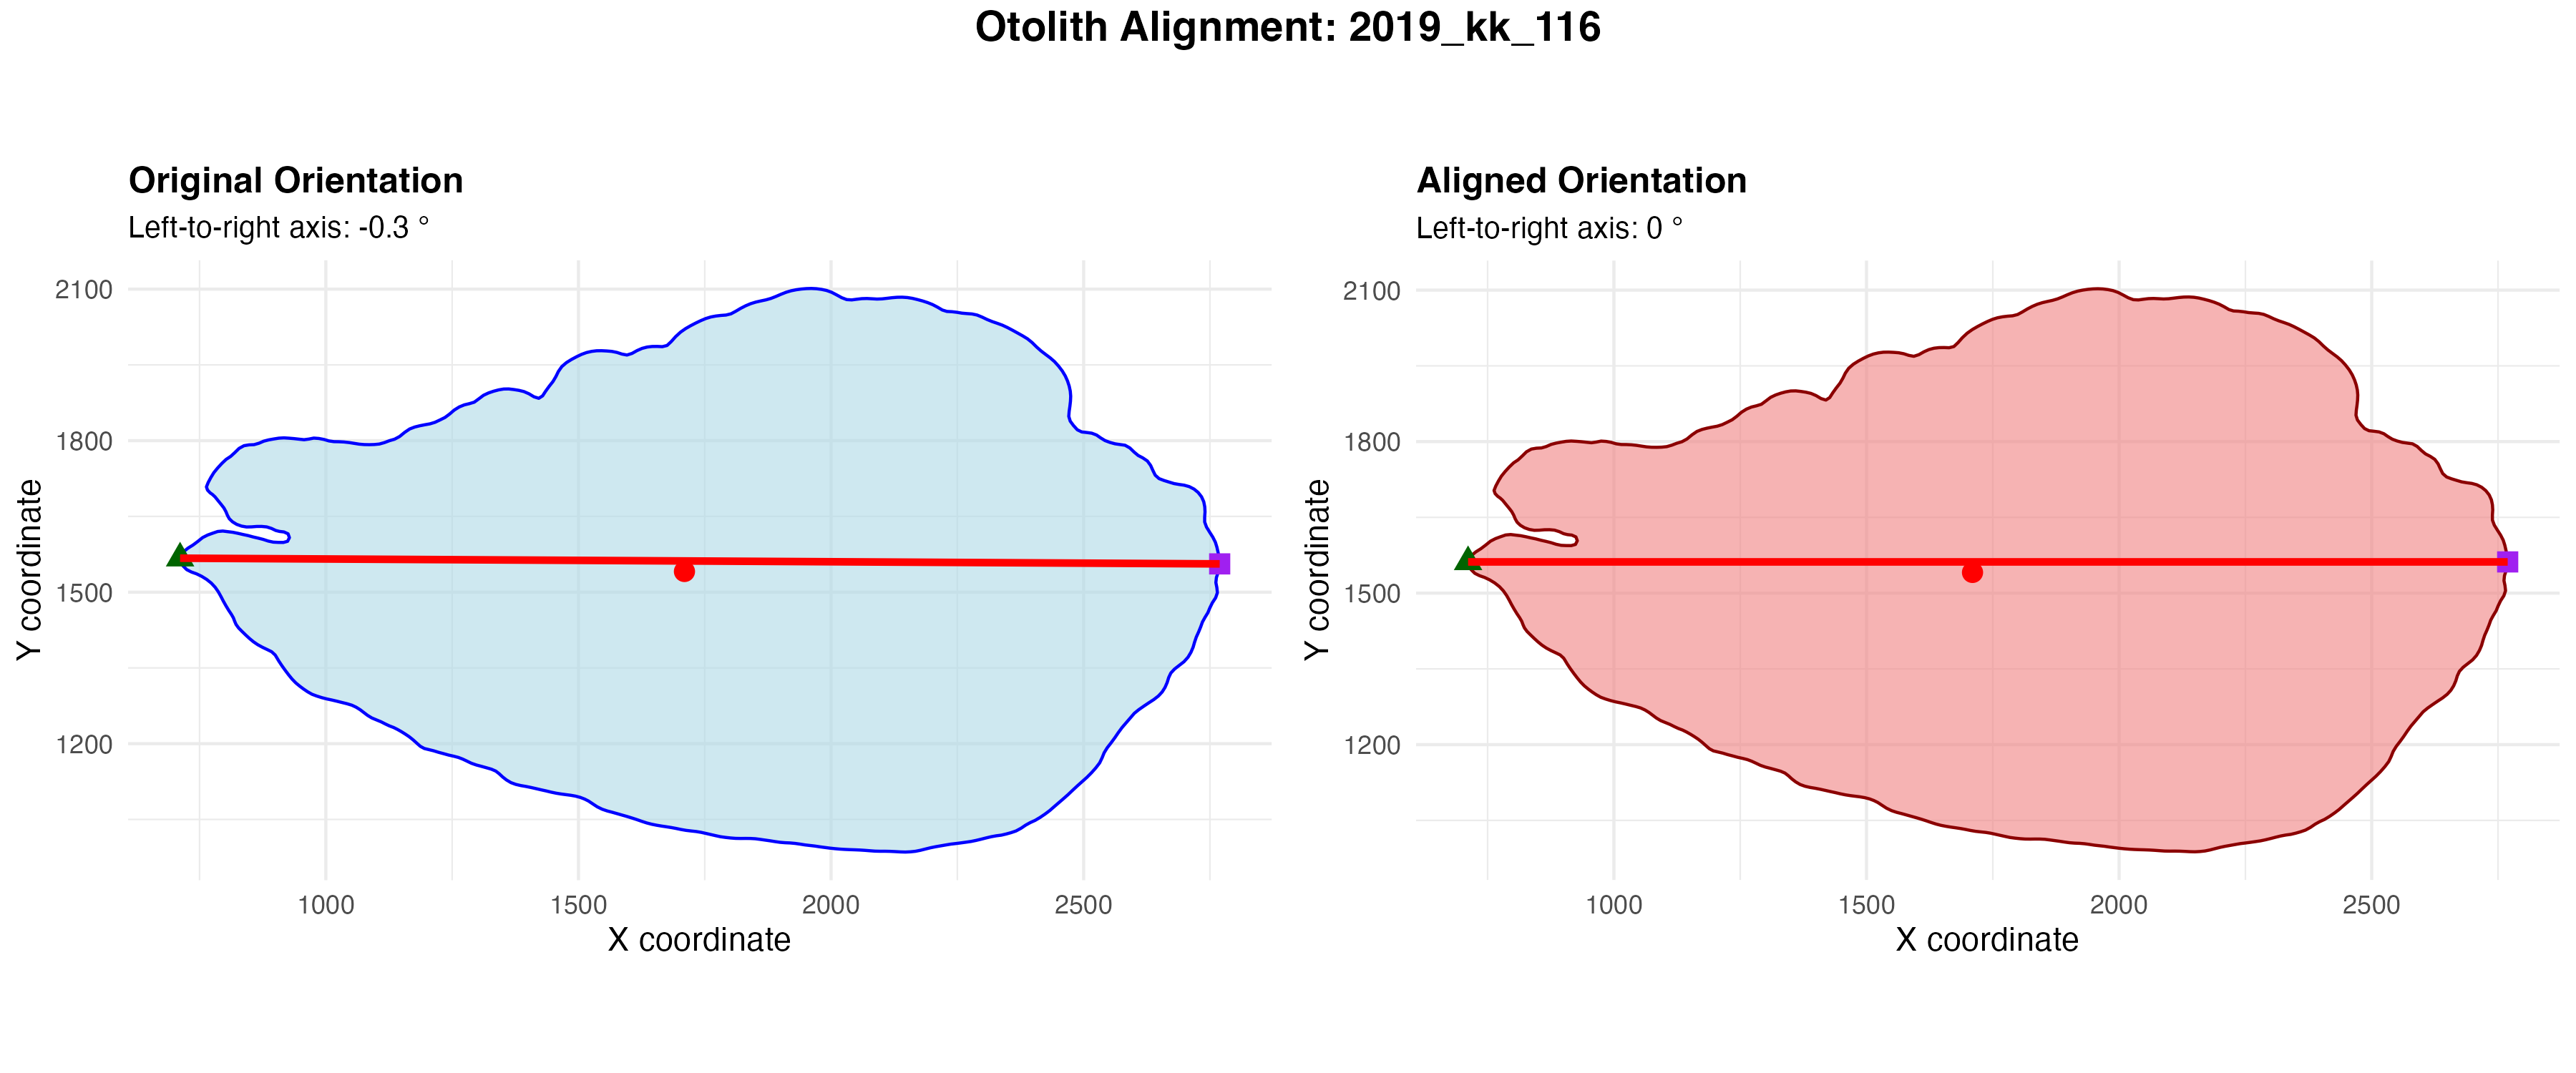 Otolith Alignment: 2019_kk_116
Original Orientation
Left-to-right axis: -0.3 °
2100
1800
1500
1200
Y coordinate
1000
1500
2000
2500
X coordinate
Aligned Orientation
Left-to-right axis: 0 °
2100
1800
1500
1200
Y coordinate
1000
1500
2000
2500
X coordinate